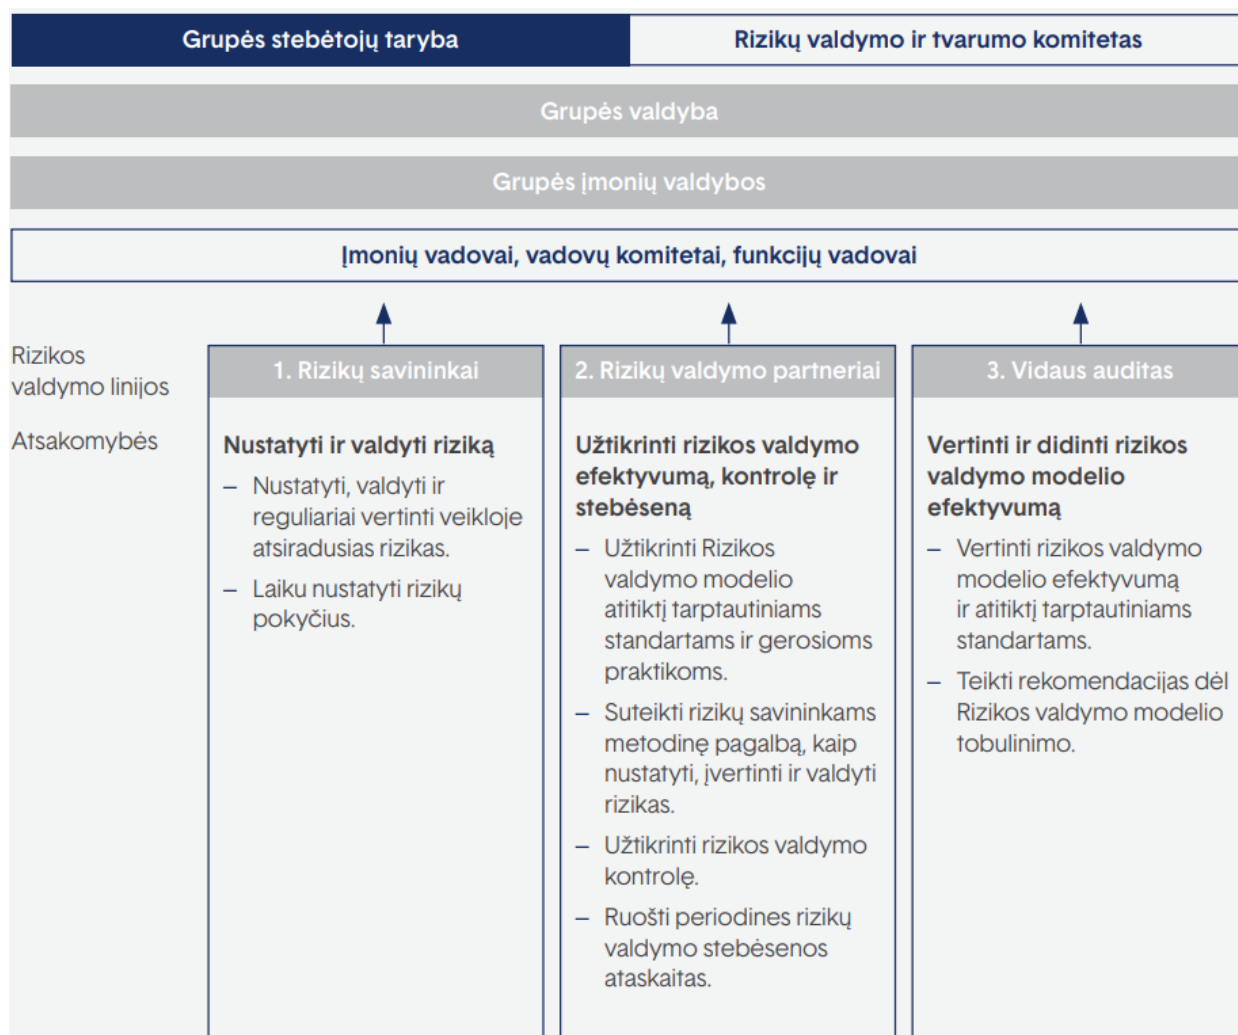 Grupės stebėtojų taryba
Rizikų valdymo ir tvarumo komitetas
Grupės valdyba
Grupės įmonių valdybos
Įmonių vadovai, vadovų komitetai, funkcijų vadovai
Rizikos
valdymo linijos
1. Rizikų savininkai
2. Rizikų valdymo partneriai
3. Vidaus auditas
Atsakomybės
Nustatyti ir valdyti riziką
– Nustatyti, valdyti ir
reguliariai vertinti veikloje
atsiradusias rizikas.
– Laiku nustatyti rizikų
pokyčius.
Užtikrinti rizikos valdymo
efektyvumą, kontrolę ir
stebėseną
– Užtikrinti Rizikos
valdymo modelio
atitiktį tarptautiniams
standartams ir gerosioms
praktikoms.
– Suteikti rizikų savininkams
metodinę pagalbą, kaip
nustatyti, įvertinti ir valdyti
rizikas.
– Užtikrinti rizikos valdymo
kontrolę.
– Ruošti periodines rizikų
valdymo stebėsenos
ataskaitas.
Vertinti ir didinti rizikos
valdymo modelio
efektyvumą
– Vertinti rizikos valdymo
modelio efektyvumą
ir atitiktį tarptautiniams
standartams.
– Teikti rekomendacijas dėl
Rizikos valdymo modelio
tobulinimo.